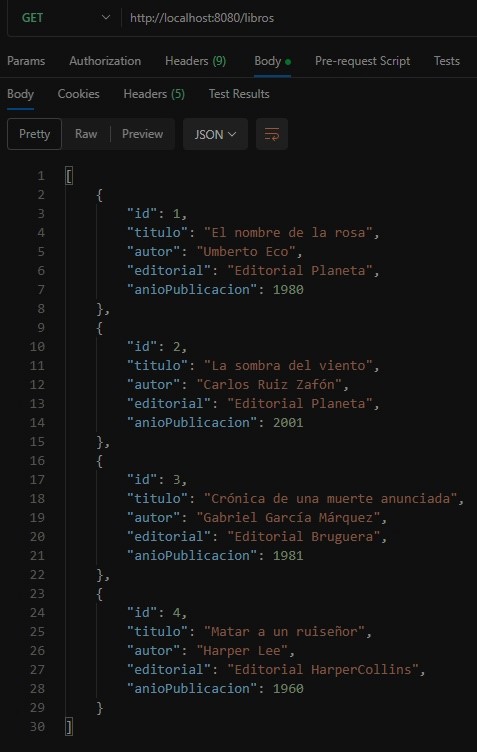 GET http://localhost:8080/libros
Params Authorization Headers (9) Body Pre-request Script Tests
Body Cookies Headers (5) Test Results
Pretty Raw Preview JSON
1 [
2 {
3 "id": 1,
4 "titulo": "El nombre de la rosa",
5 "autor": "Umberto Eco",
6 "editorial": "Editorial Planeta",
7 "anioPublicacion": 1980
8 },
9 {
10 "id": 2,
11 "titulo": "La sombra del viento",
12 "autor": "Carlos Ruiz Zafón",
13 "editorial": "Editorial Planeta",
14 "anioPublicacion": 2001
15 },
16 {
17 "id": 3,
18 "titulo": "Crónica de una muerte anunciada",
19 "autor": "Gabriel García Márquez",
20 "editorial": "Editorial Bruguera",
21 "anioPublicacion": 1981
22 },
23 {
24 "id": 4,
25 "titulo": "Matar a un ruiseñor",
26 "autor": "Harper Lee",
27 "editorial": "Editorial HarperCollins",
28 "anioPublicacion": 1960
29 }
30 ]